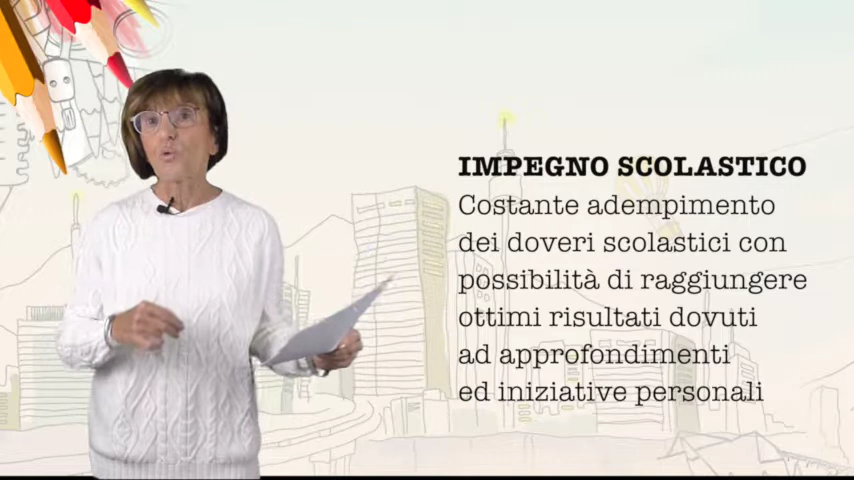 IMPEGNO SCOLASTICO
Costante adempimento
dei doveri scolastici con
possibilità di raggiungere
ottimi risultati dovuti
ad approfondimenti
ed iniziative personali